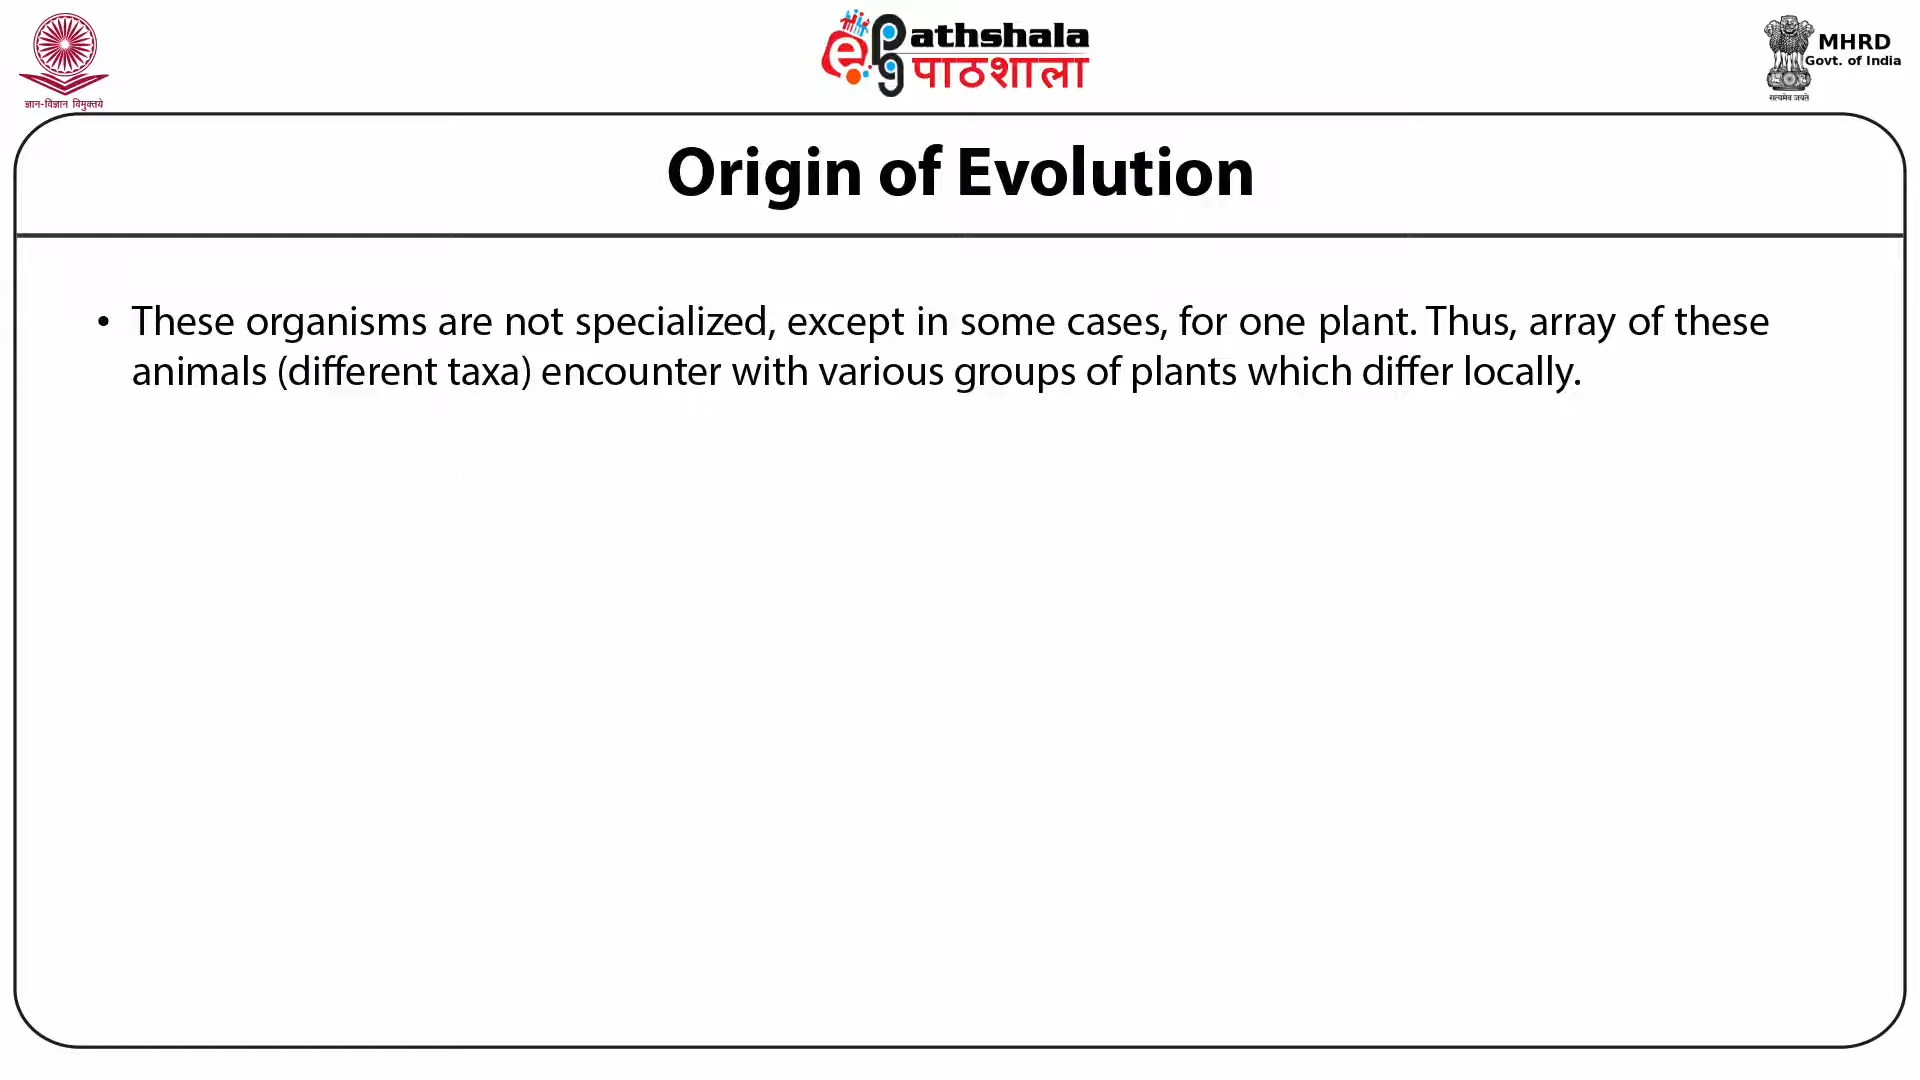 ज्ञान-विज्ञान विमुक्तये
e pg athshala
पाठशाला
MHRD
Govt. of India
सत्यमेव जयते
Origin of Evolution
• These organisms are not specialized, except in some cases, for one plant. Thus, array of these
animals (different taxa) encounter with various groups of plants which differ locally.